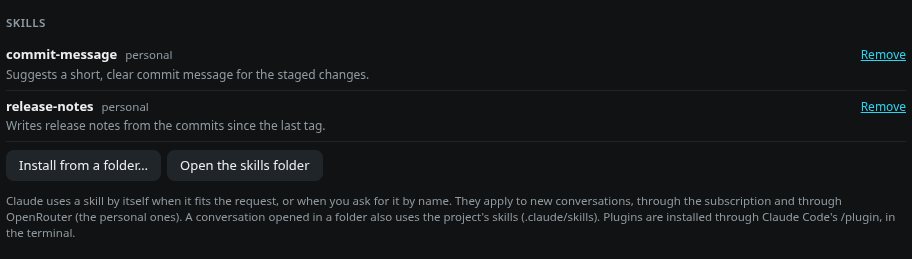 SKILLS
commit-message personal Remove
Suggests a short, clear commit message for the staged changes.
release-notes personal Remove
Writes release notes from the commits since the last tag.
Install from a folder... Open the skills folder
Claude uses a skill by itself when it fits the request, or when you ask for it by name. They apply to new conversations, through the subscription and through
OpenRouter (the personal ones). A conversation opened in a folder also uses the project's skills (.claude/skills). Plugins are installed through Claude Code's /plugin, in
the terminal.